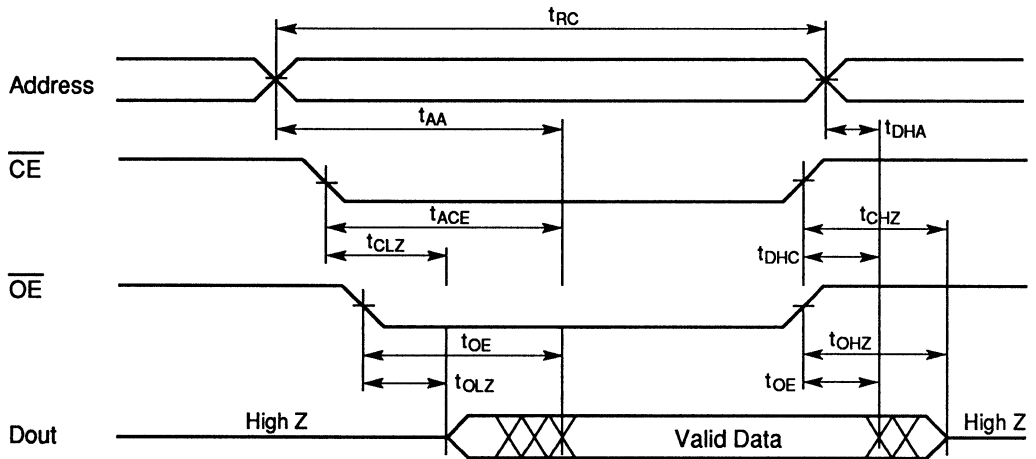 tRC
Address
tAA
tDHA
CE
tACE
tCHZ
tCLZ
tDHC
OE
tOE
tOHZ
tOLZ
tOE
Dout
High Z
Valid Data
High Z